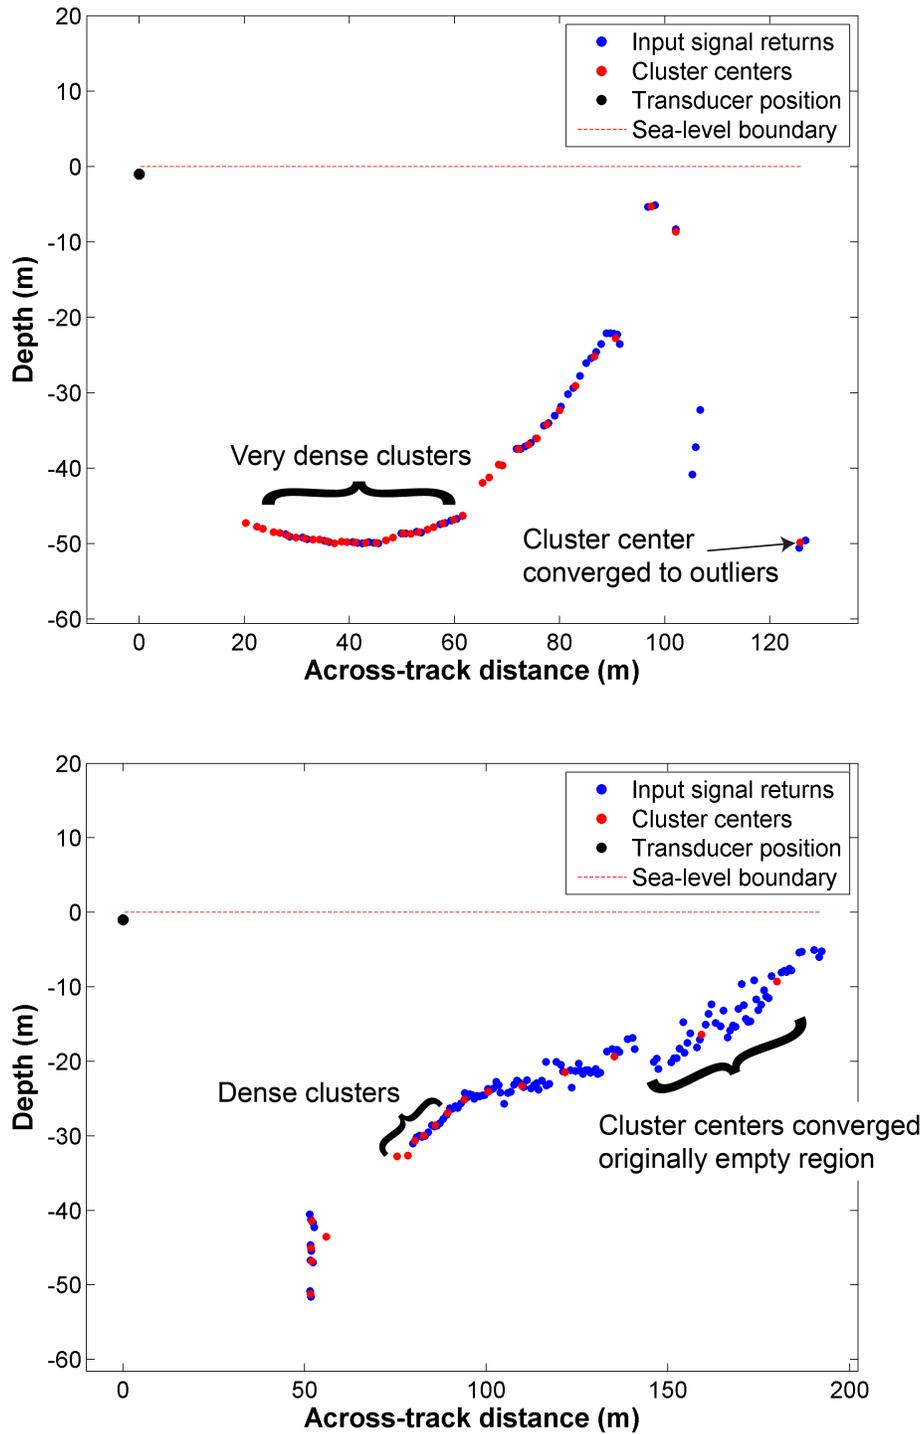 20
10
0
-10
-20
-30
-40
-50
-60
Depth (m)
Input signal returns
Cluster centers
Transducer position
Sea-level boundary
Very dense clusters
Cluster center
converged to outliers
0 20 40 60 80 100 120
Across-track distance (m)
20
10
0
-10
-20
-30
-40
-50
-60
Depth (m)
Input signal returns
Cluster centers
Transducer position
Sea-level boundary
Dense clusters
Cluster centers converged
originally empty region
0 50 100 150 200
Across-track distance (m)